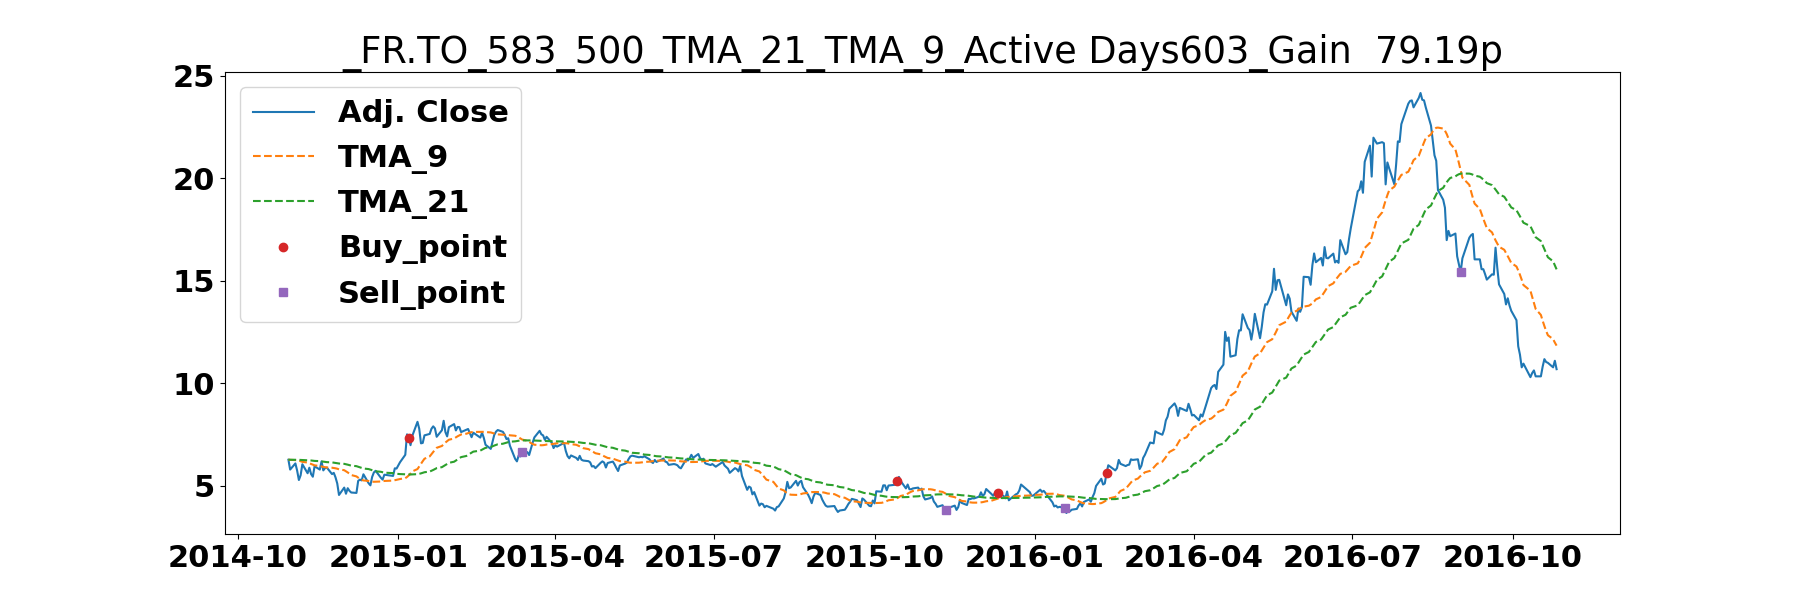 _FR.TO_583_500_TMA_21_TMA_9_Active Days603_Gain  79.19p
25
20
15
10
5
Adj. Close
TMA_9
TMA_21
Buy_point
Sell_point
2014-10 2015-01 2015-04 2015-07 2015-10 2016-01 2016-04 2016-07 2016-10